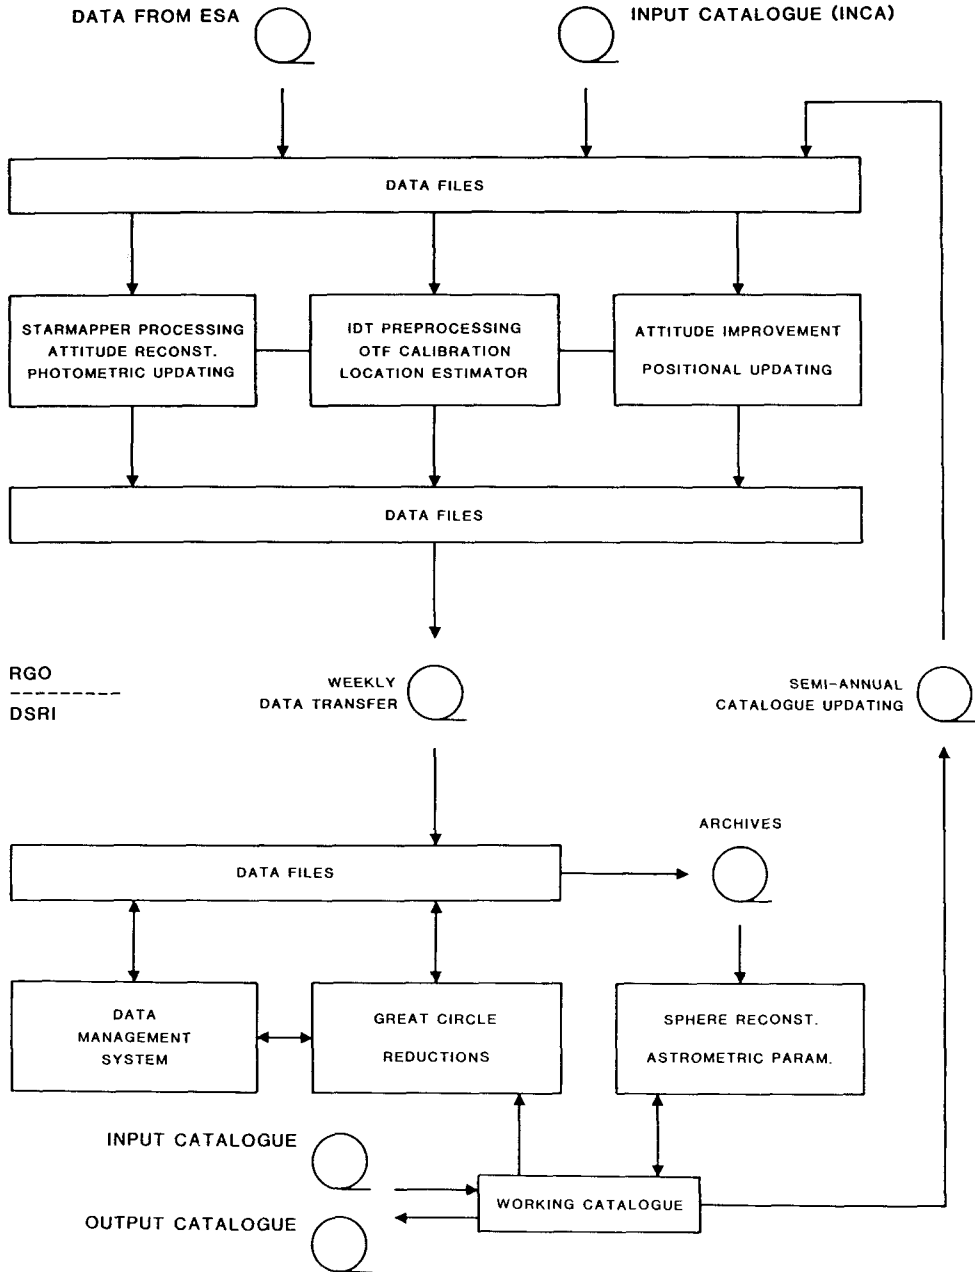 DATA FROM ESA
INPUT CATALOGUE (INCA)
DATA FILES
STARMAPPER PROCESSING
ATTITUDE RECONST.
PHOTOMETRIC UPDATING
IDT PREPROCESSING
OTF CALIBRATION
LOCATION ESTIMATOR
ATTITUDE IMPROVEMENT
POSITIONAL UPDATING
DATA FILES
RGO
DSRI
WEEKLY
DATA TRANSFER
SEMI-ANNUAL
CATALOGUE UPDATING
ARCHIVES
DATA FILES
DATA
MANAGEMENT
SYSTEM
GREAT CIRCLE
REDUCTIONS
SPHERE RECONST.
ASTROMETRIC PARAM.
INPUT CATALOGUE
WORKING CATALOGUE
OUTPUT CATALOGUE